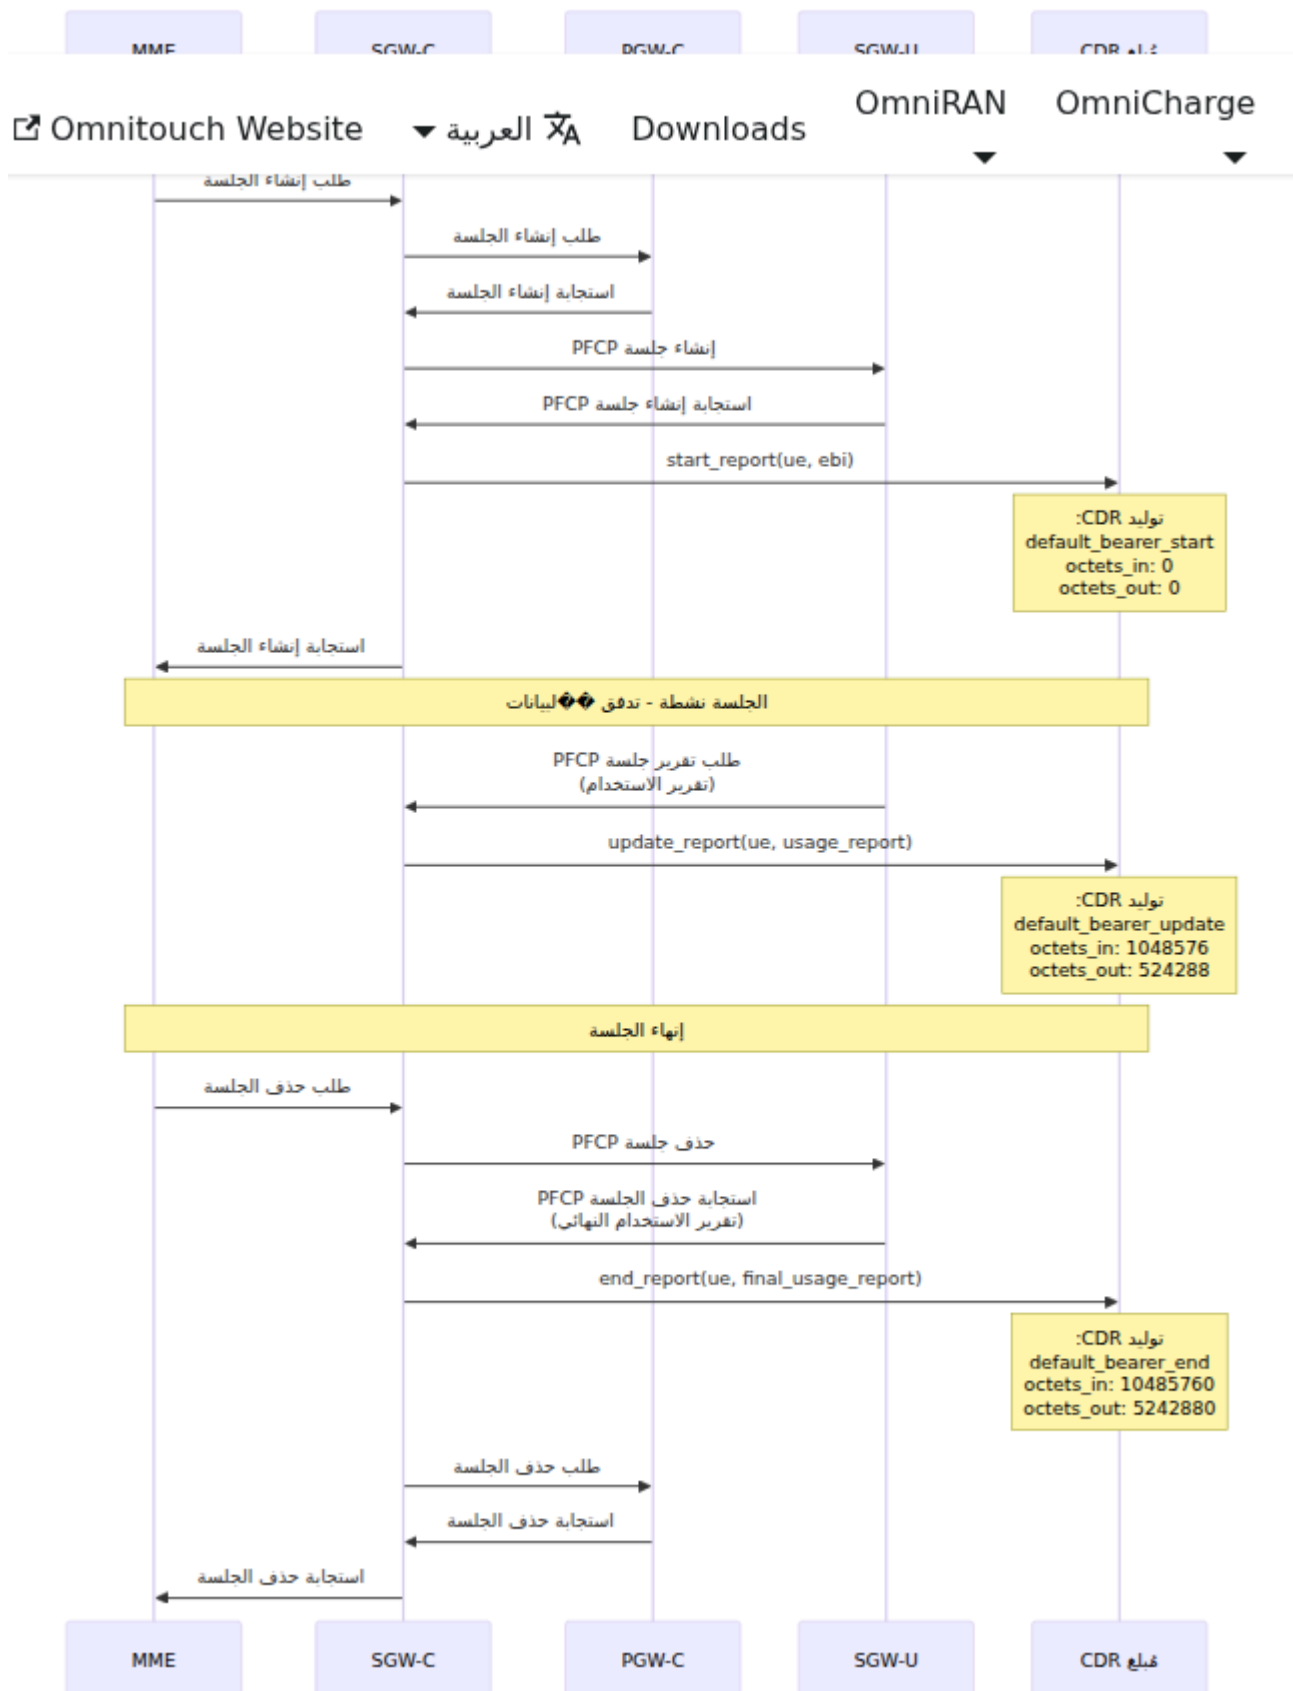 MME
SGW-C
PGW-C
SGW-U
مُبلغ CDR
Omnitouch Website
العربية
Downloads
OmniRAN
OmniCharge
طلب إنشاء الجلسة
طلب إنشاء الجلسة
استجابة إنشاء الجلسة
إنشاء جلسة PFCP
استجابة إنشاء جلسة PFCP
start_report(ue, ebi)
توليد CDR:
default_bearer_start
octets_in: 0
octets_out: 0
استجابة إنشاء الجلسة
الجلسة نشطة - تدفق ��لبيانات
طلب تقرير جلسة PFCP
(تقرير الاستخدام)
update_report(ue, usage_report)
توليد CDR:
default_bearer_update
octets_in: 1048576
octets_out: 524288
إنهاء الجلسة
طلب حذف الجلسة
حذف جلسة PFCP
استجابة حذف الجلسة PFCP
(تقرير الاستخدام النهائي)
end_report(ue, final_usage_report)
توليد CDR:
default_bearer_end
octets_in: 10485760
octets_out: 5242880
طلب حذف الجلسة
استجابة حذف الجلسة
استجابة حذف الجلسة
MME
SGW-C
PGW-C
SGW-U
مُبلغ CDR